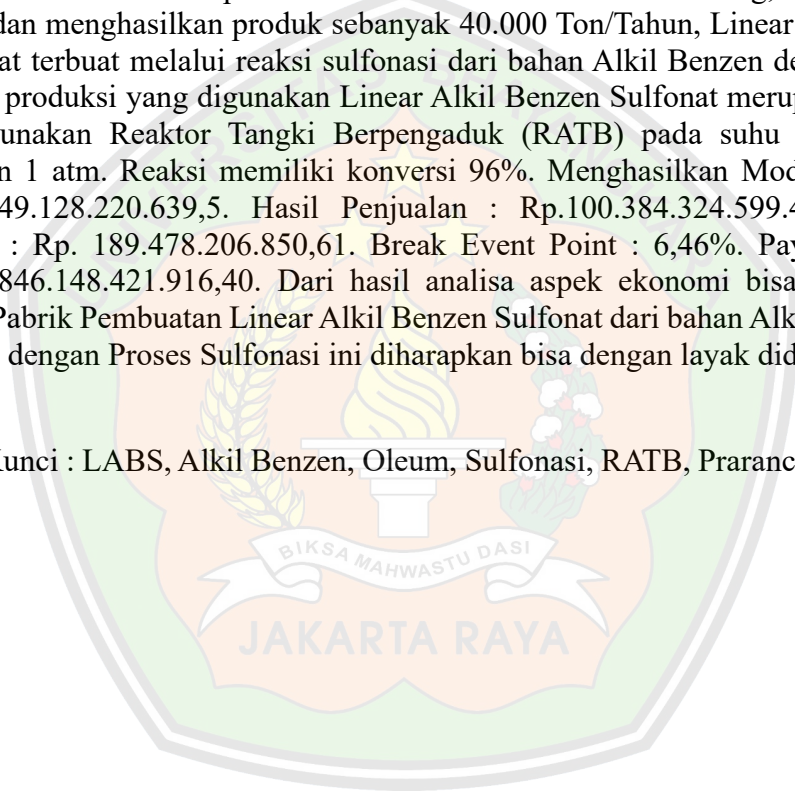 dan menghasilkan produk sebanyak 40.000 Ton/Tahun, Linear
at terbuat melalui reaksi sulfonasi dari bahan Alkil Benzen de
produksi yang digunakan Linear Alkil Benzen Sulfonat meru
unakan Reaktor Tangki Berpengaduk (RATB) pada suhu
n 1 atm. Reaksi memiliki konversi 96%. Menghasilkan Mod
49.128.220.639,5. Hasil Penjualan : Rp.100.384.324.599.4
: Rp. 189.478.206.850,61. Break Event Point : 6,46%. Pay
846.148.421.916,40. Dari hasil analisa aspek ekonomi bisa
Pabrik Pembuatan Linear Alkil Benzen Sulfonat dari bahan Alk
dengan Proses Sulfonasi ini diharapkan bisa dengan layak did
Kunci : LABS, Alkil Benzen, Oleum, Sulfonasi, RATB, Praranc
BIKSA MAHWASTU DASI
JAKARTA RAYA